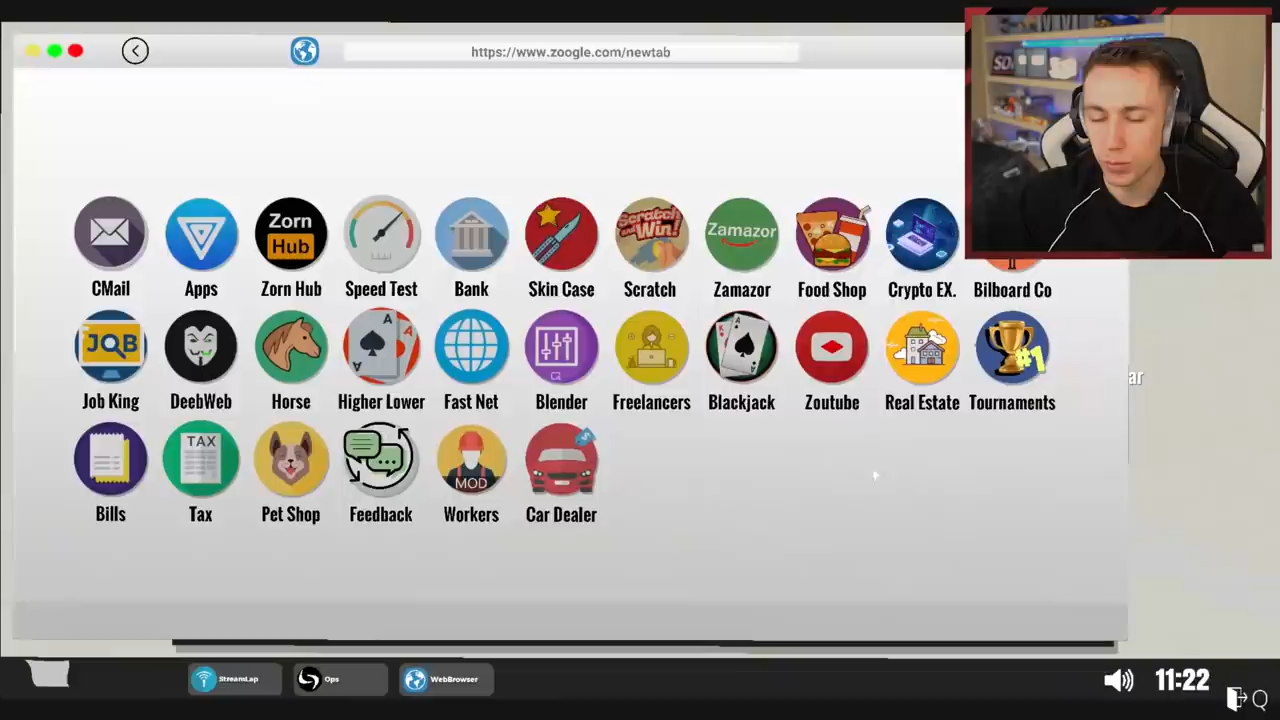 https://www.zoogle.com/newtab
Zorn
Hub
Scratch
and Win!
Zamazor
CMail
Apps
Zorn Hub
Speed Test
Bank
Skin Case
Scratch
Zamazor
Food Shop
Crypto EX.
Bilboard Co
JOB
A
A
K
A
#1
ar
Job King
DeebWeb
Horse
Higher Lower
Fast Net
Blender
Freelancers
Blackjack
Zoutube
Real Estate
Tournaments
TAX
MOD
$
Bills
Tax
Pet Shop
Feedback
Workers
Car Dealer
StreamLap
Ops
WebBrowser
11:22
Q